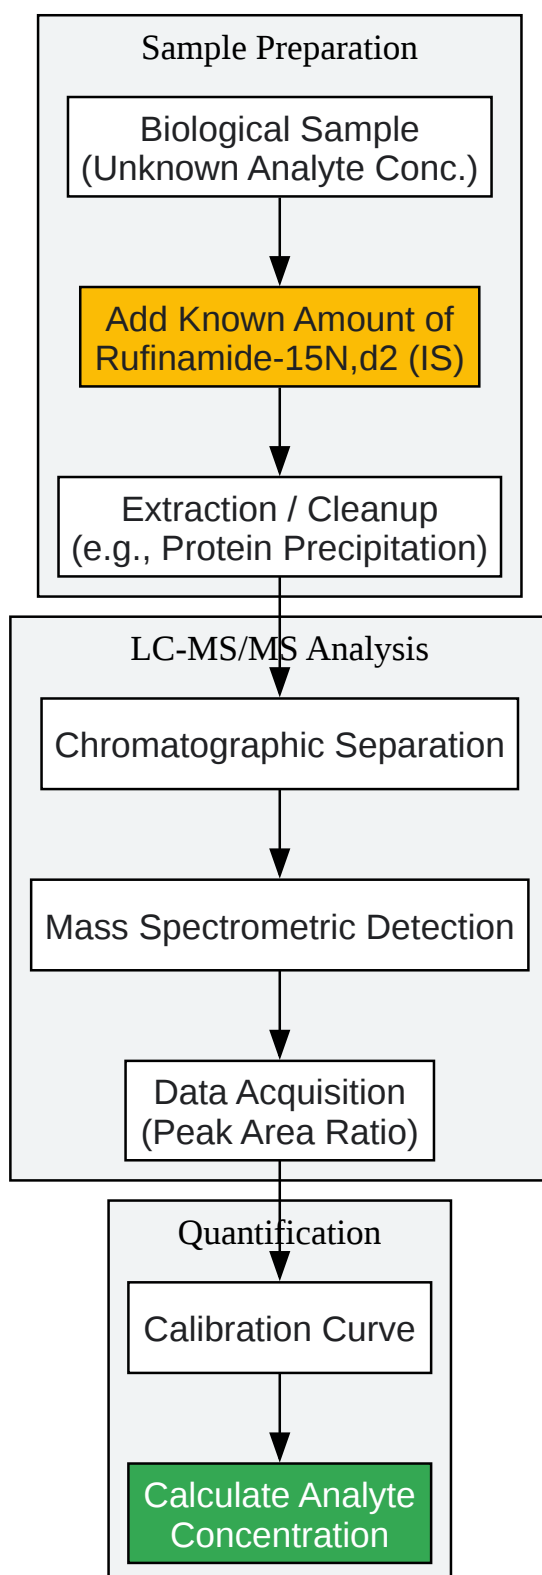 Sample Preparation
Biological Sample
(Unknown Analyte Conc.)
Add Known Amount of
Rufinamide-15N,d2 (IS)
Extraction / Cleanup
(e.g., Protein Precipitation)
LC-MS/MS Analysis
Chromatographic Separation
Mass Spectrometric Detection
Data Acquisition
(Peak Area Ratio)
Quantification
Calibration Curve
Calculate Analyte
Concentration